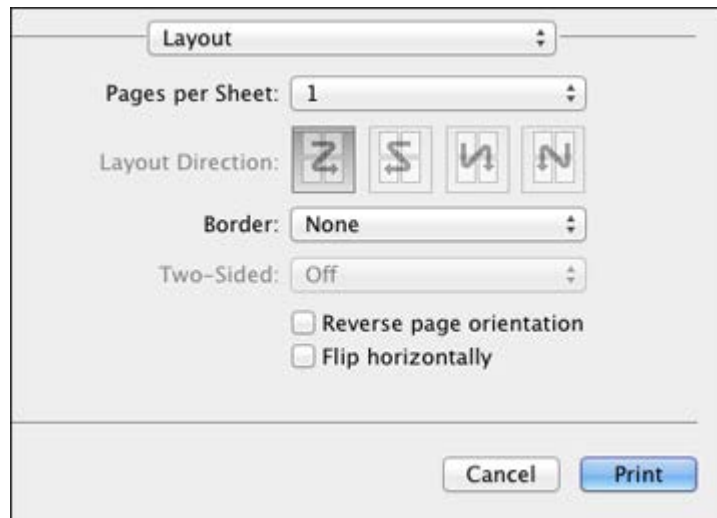 Layout
Pages per Sheet: 1
Layout Direction:
Border: None
Two-Sided: Off
Reverse page orientation
Flip horizontally
Cancel Print